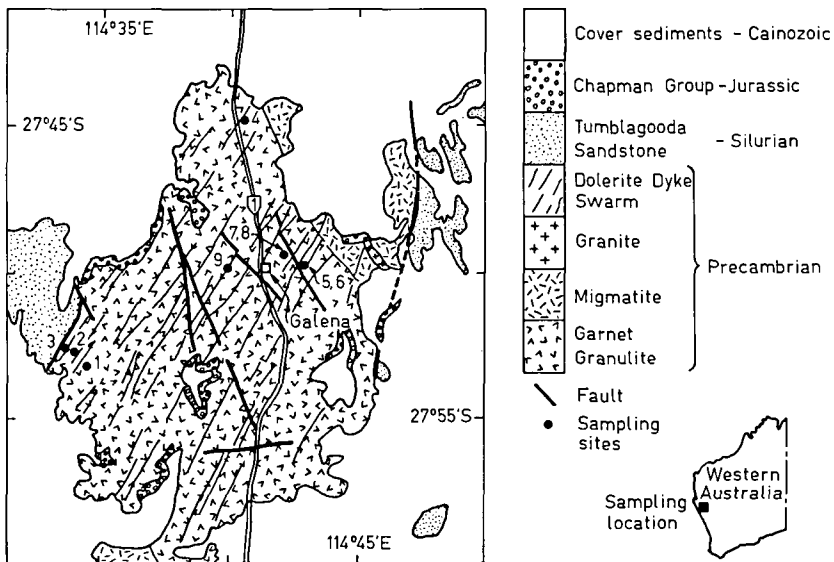 114°35'E
27°45'S
4
1
7,8
9
5,6
Galena
3
2
1
27°55'S
114°45'E
Cover sediments - Cainozoic
Chapman Group - Jurassic
Tumblagooda
Sandstone - Silurian
Dolerite Dyke
Swarm
Granite
Precambrian
Migmatite
Garnet
Granulite
Fault
Sampling
sites
Western
Australia
Sampling
location